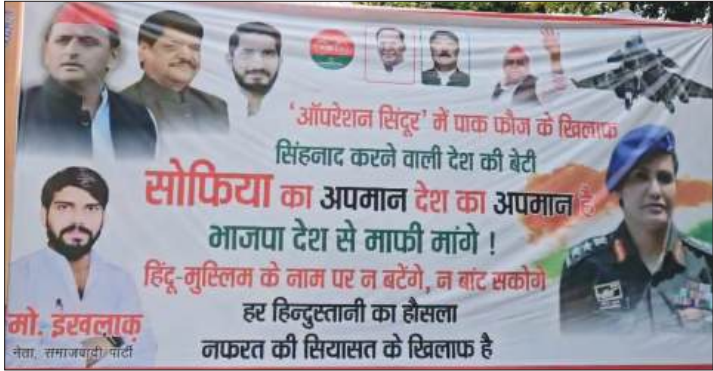 'ऑपरेशन सिंदूर' में पाक फौज के खिलाफ
सिंहनाद करने वाली देश की बेटी
सोफिया का अपमान देश का अपमान है
भाजपा देश से माफी मांगे !
हिंदू-मुस्लिम के नाम पर न बटेंगे, न बांट सकोगे
हर हिन्दुस्तानी का हौसला
नफरत की सियासत के खिलाफ है
मो. इखलाक़
नेता, समाजवादी पार्टी